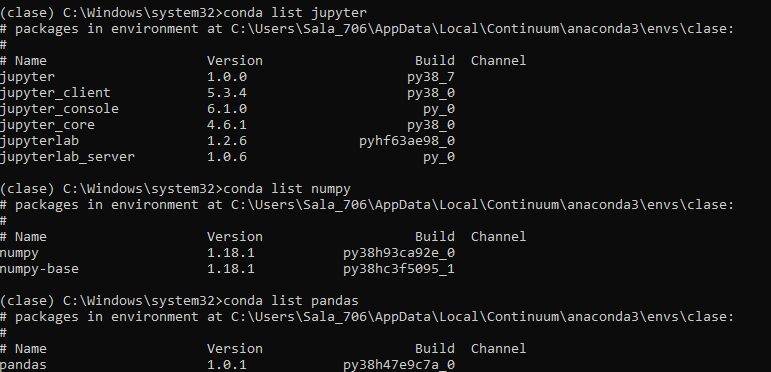 (clase) C:\Windows\system32>conda list jupyter
# packages in environment at C:\Users\Sala_706\AppData\Local\Continuum\anaconda3\envs\clase:
#
# Name                    Version                   Build  Channel
jupyter                   1.0.0                    py38_7
jupyter_client            5.3.4                    py38_0
jupyter_console           6.1.0                      py_0
jupyter_core              4.6.1                    py38_0
jupyterlab                1.2.6              pyhf63ae98_0
jupyterlab_server         1.0.6                      py_0
(clase) C:\Windows\system32>conda list numpy
# packages in environment at C:\Users\Sala_706\AppData\Local\Continuum\anaconda3\envs\clase:
#
# Name                    Version                   Build  Channel
numpy                     1.18.1           py38h93ca92e_0
numpy-base                1.18.1           py38hc3f5095_1
(clase) C:\Windows\system32>conda list pandas
# packages in environment at C:\Users\Sala_706\AppData\Local\Continuum\anaconda3\envs\clase:
#
# Name                    Version                   Build  Channel
pandas                    1.0.1            py38h47e9c7a_0